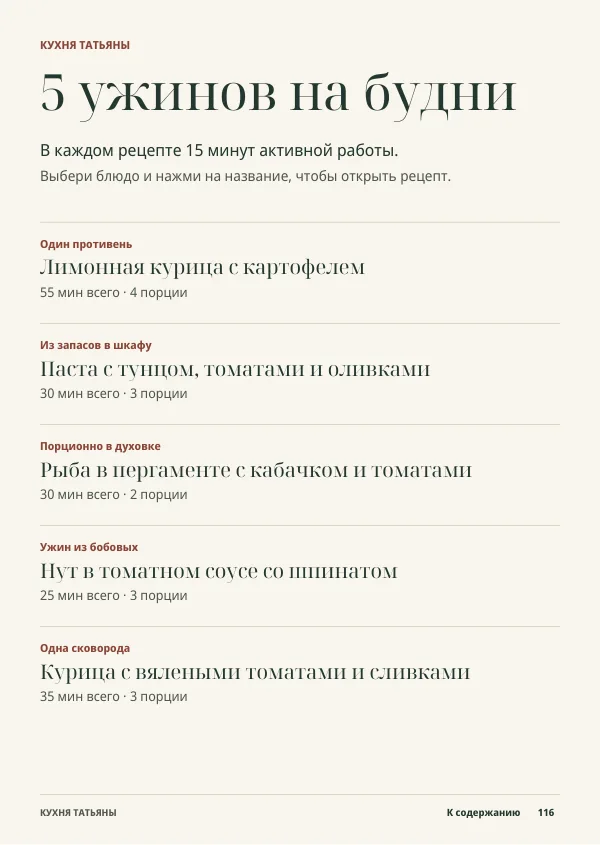 КУХНЯ ТАТЬЯНЫ
5 ужинов на будни
В каждом рецепте 15 минут активной работы.
Выбери блюдо и нажми на название, чтобы открыть рецепт.
Один противень
Лимонная курица с картофелем
55 мин всего · 4 порции
Из запасов в шкафу
Паста с тунцом, томатами и оливками
30 мин всего · 3 порции
Порционно в духовке
Рыба в пергаменте с кабачком и томатами
30 мин всего · 2 порции
Ужин из бобовых
Нут в томатном соусе со шпинатом
25 мин всего · 3 порции
Одна сковорода
Курица с вялеными томатами и сливками
35 мин всего · 3 порции
КУХНЯ ТАТЬЯНЫ
К содержанию 116